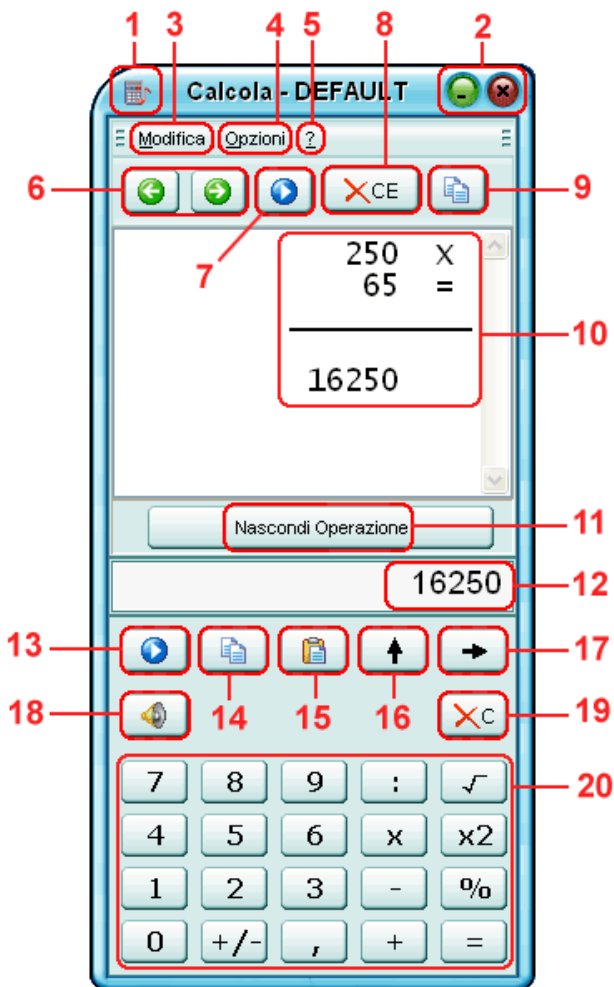 1 3 4 5 8 2
Calcola - DEFAULT
Modifica Opzioni ?
6 CE 9
7
250 X
65 =
10
16250
Nascondi Operazione 11
16250 12
13 17
14 15 16
18 C 19
7 8 9 : √ 20
4 5 6 x x2
1 2 3 - %
0 +/- , + =